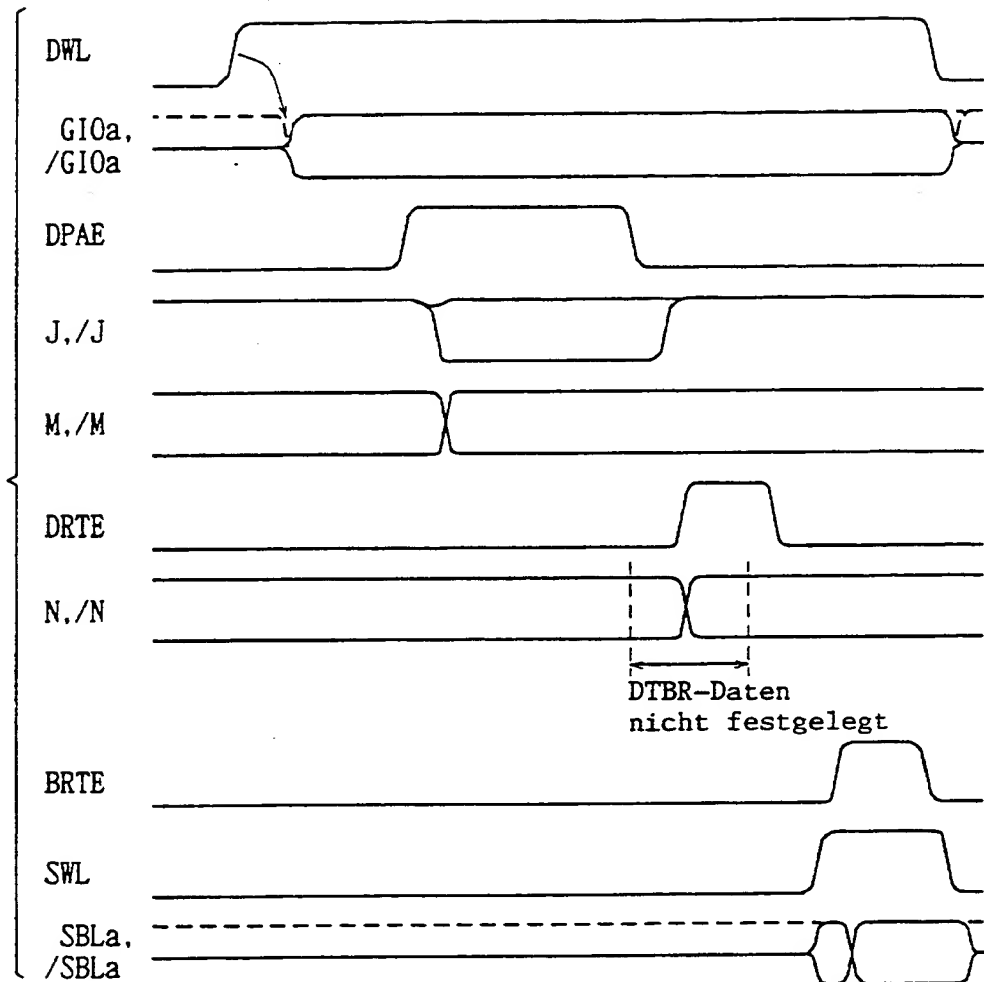 DWL
GIOa,
/GIOa
DPAE
J,/J
M,/M
DRTE
N,/N
DTBR-Daten
nicht festgelegt
BRTE
SWL
SBLa,
/SBLa